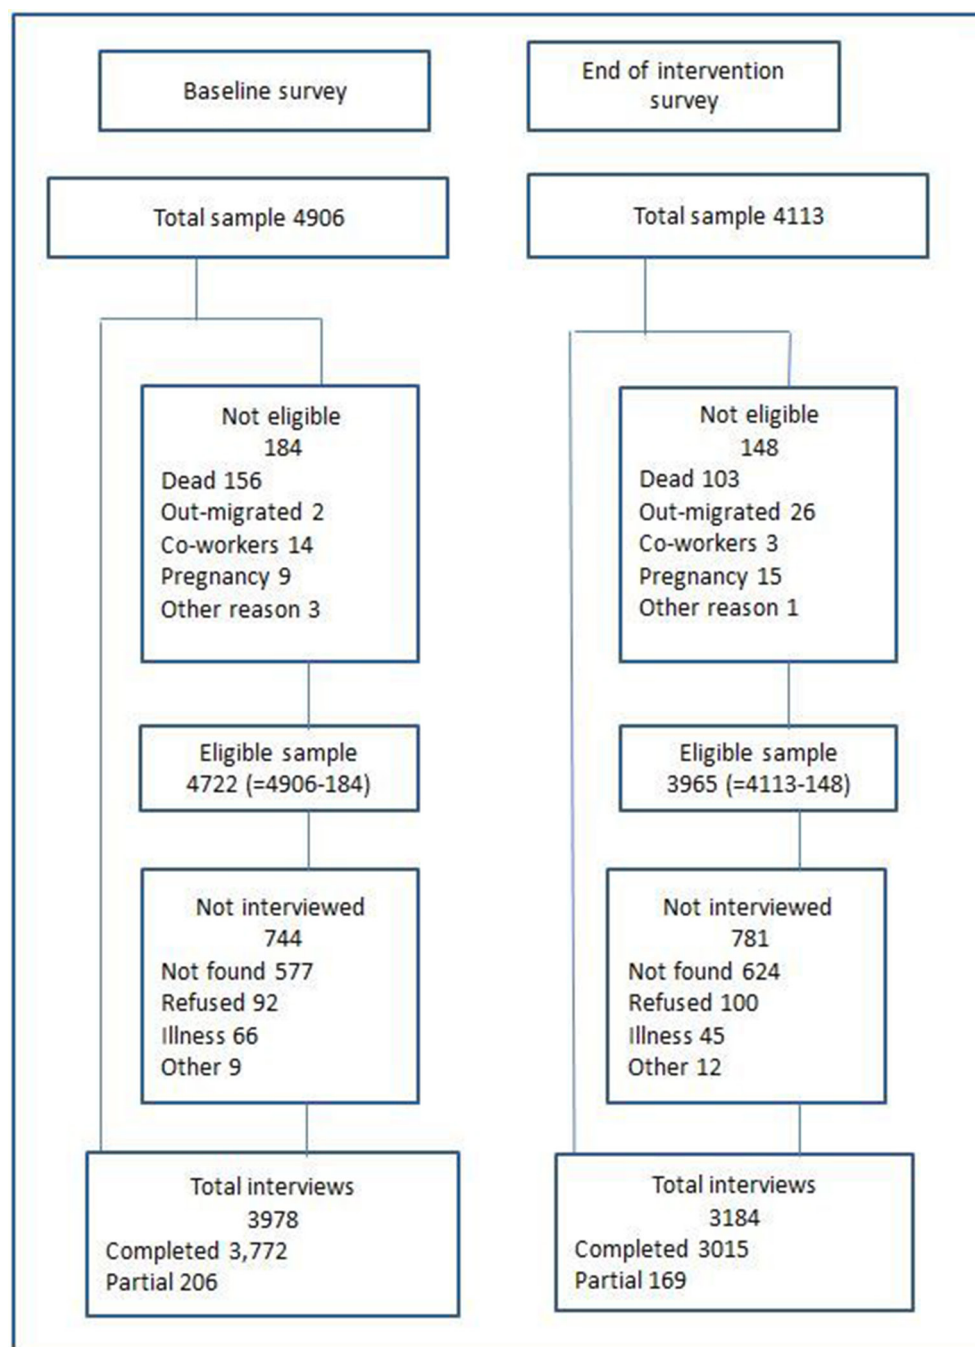 Baseline survey
Total sample 4906
Not eligible
184
Dead 156
Out-migrated 2
Co-workers 14
Pregnancy 9
Other reason 3
Eligible sample
4722 (=4906-184)
Not interviewed
744
Not found 577
Refused 92
Illness 66
Other 9
Total interviews
3978
Completed 3,772
Partial 206
End of intervention
survey
Total sample 4113
Not eligible
148
Dead 103
Out-migrated 26
Co-workers 3
Pregnancy 15
Other reason 1
Eligible sample
3965 (=4113-148)
Not interviewed
781
Not found 624
Refused 100
Illness 45
Other 12
Total interviews
3184
Completed 3015
Partial 169